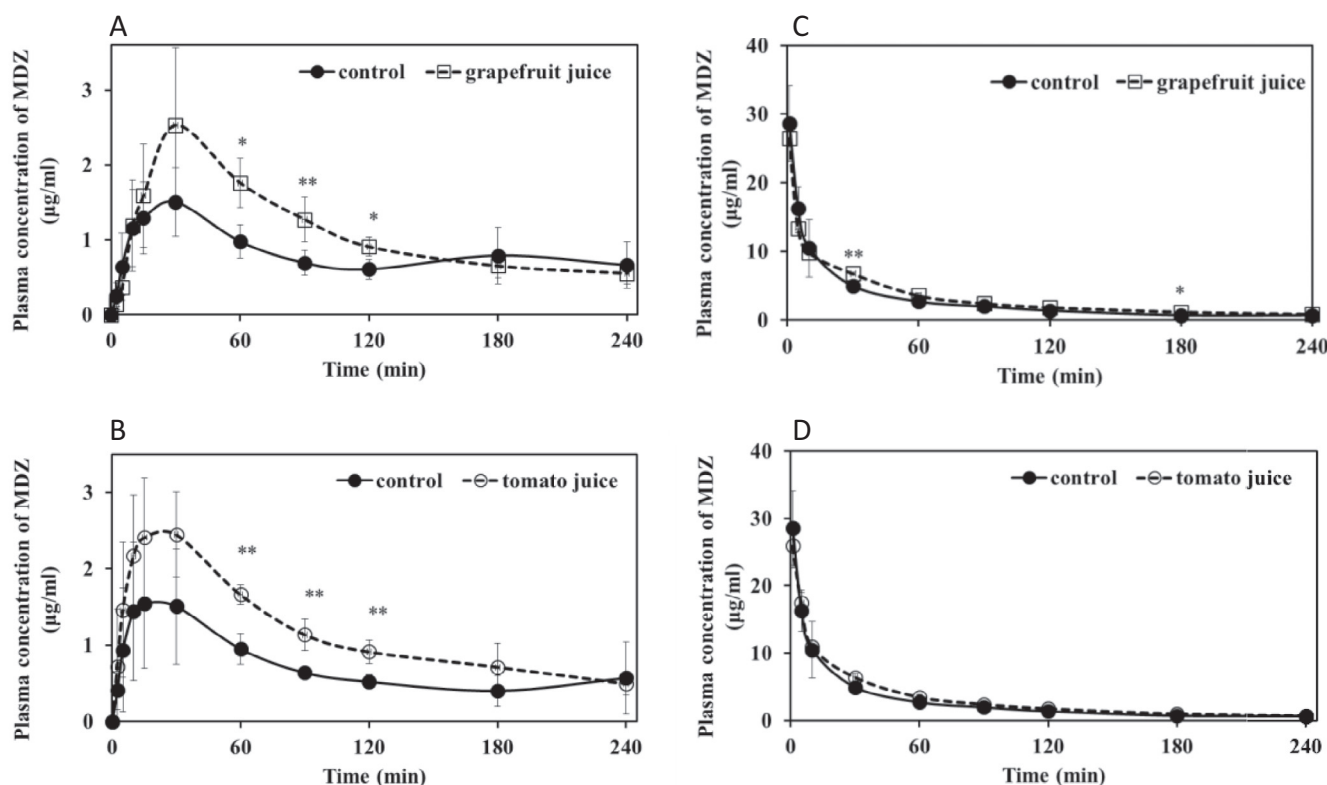 A
Plasma concentration of MDZ
(µg/ml)
control
grapefruit juice
3
2
1
0
*
**
*
0 60 120 180 240
Time (min)
C
Plasma concentration of MDZ
(µg/ml)
control
grapefruit juice
40
30
20
10
0
**
*
0 60 120 180 240
Time (min)
B
Plasma concentration of MDZ
(µg/ml)
control
tomato juice
3
2
1
0
**
**
**
0 60 120 180 240
Time (min)
D
Plasma concentration of MDZ
(µg/ml)
control
tomato juice
40
30
20
10
0
0 60 120 180 240
Time (min)